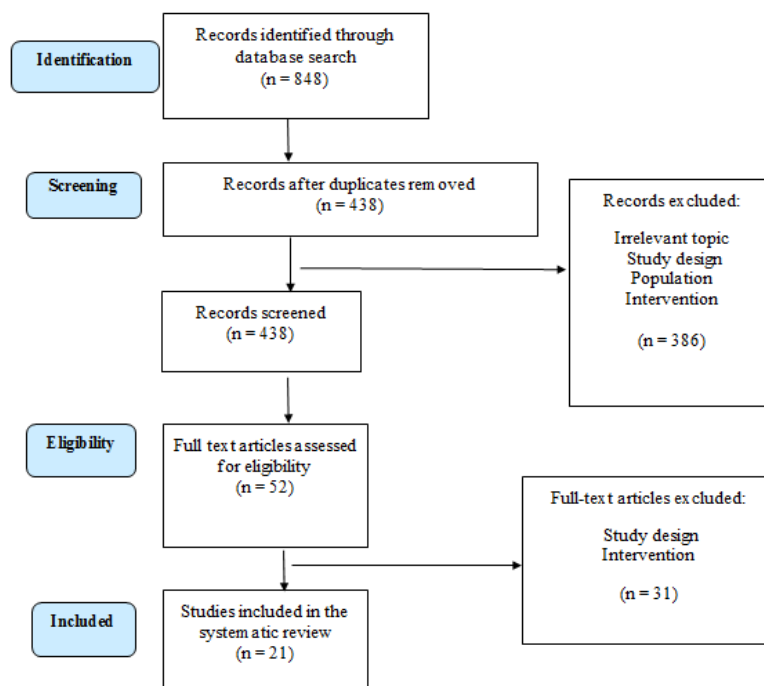 Identification
Records identified through
database search
(n = 848)
Screening
Records after duplicates removed
(n = 438)
Records excluded:
Irrelevant topic
Study design
Population
Intervention
(n = 386)
Records screened
(n = 438)
Eligibility
Full text articles assessed
for eligibility
(n = 52)
Full-text articles excluded:
Study design
Intervention
(n = 31)
Included
Studies included in the
systematic review
(n = 21)